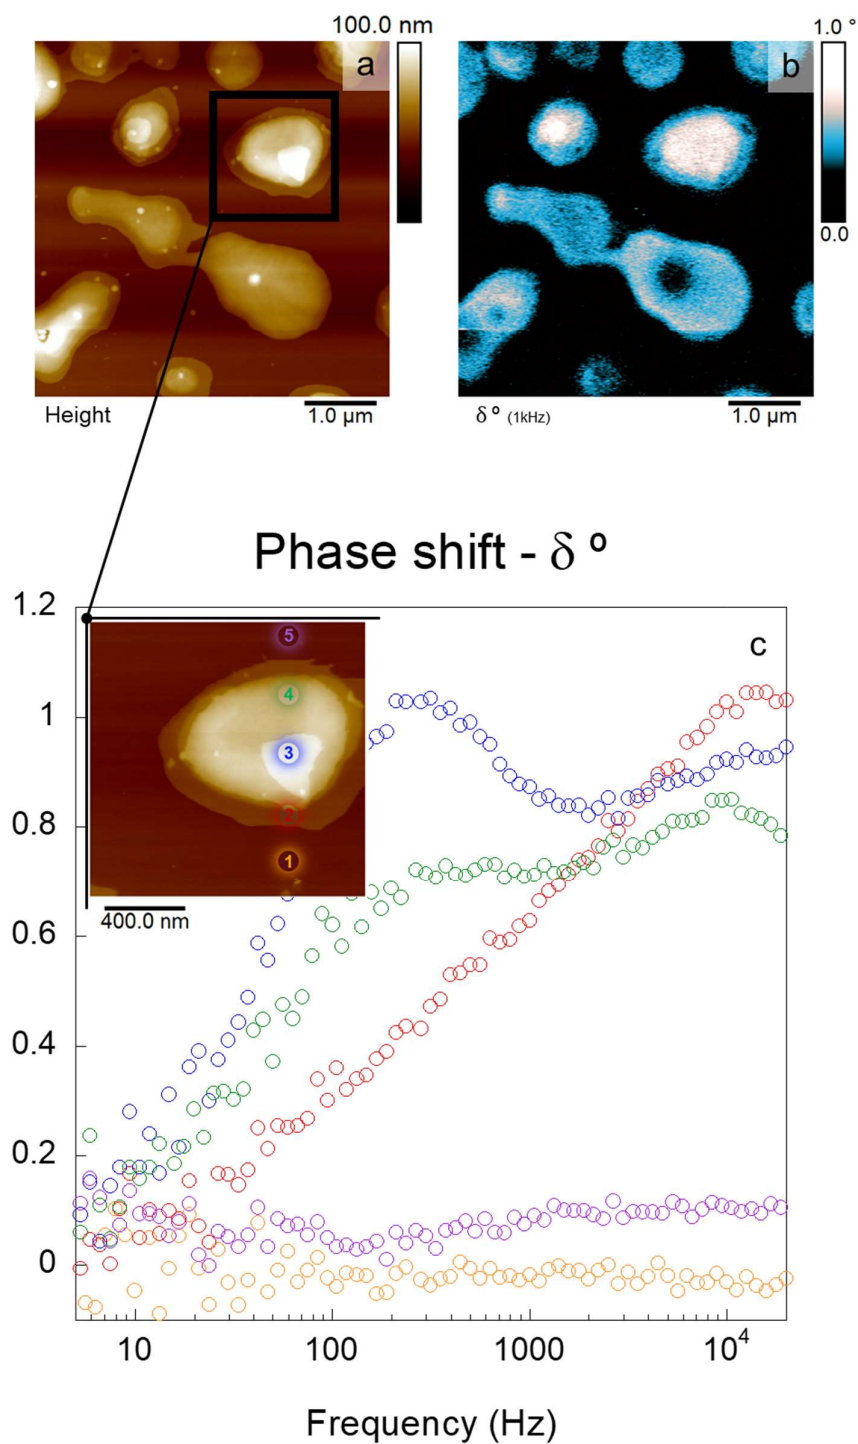 100.0 nm
1.0 °
a
b
0.0
Height
1.0 µm
δ º (1kHz)
1.0 µm
Phase shift - δ º
1.2
c
5
1
4
3
0.8
2
1
400.0 nm
0.6
0.4
0.2
0
10
100
1000
10⁴
Frequency (Hz)